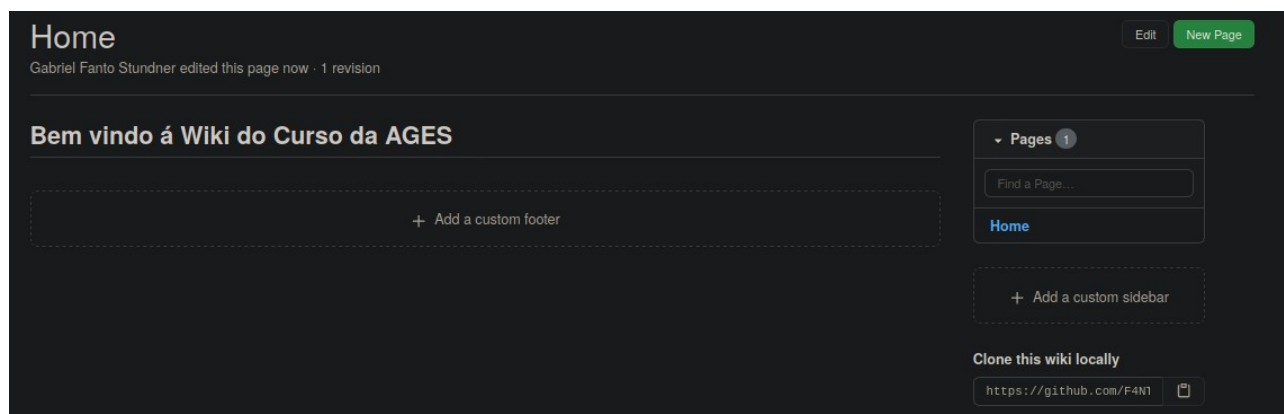 Home
Edit
New Page
Gabriel Fanto Stundner edited this page now · 1 revision
Bem vindo á Wiki do Curso da AGES
Pages 1
Find a Page...
Home
+ Add a custom footer
+ Add a custom sidebar
Clone this wiki locally
https://github.com/F4NT